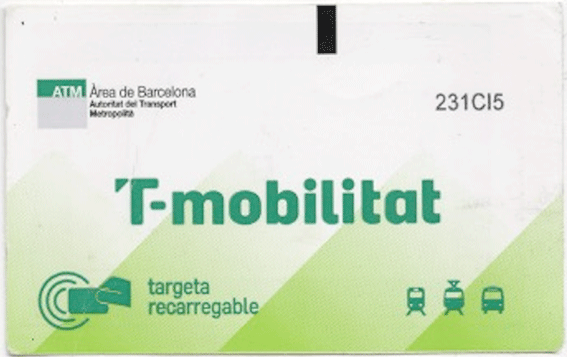 ATM Àrea de Barcelona
Autoritat del Transport
Metropolità
231CI5
T-mobilitat
targeta
recarregable